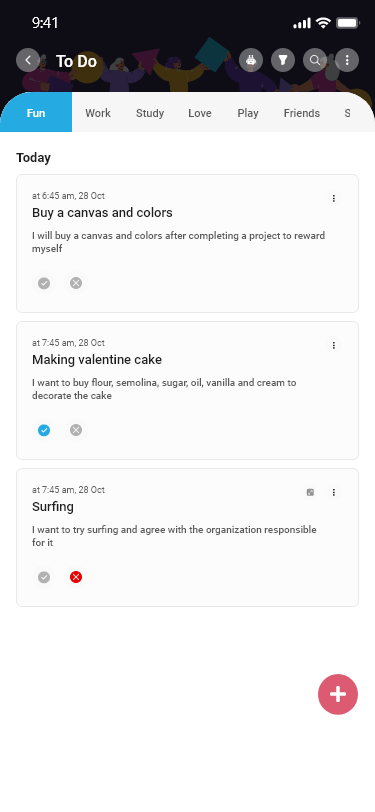 9:41
To Do
Fun Work Study Love Play Friends S
Today
at 6:45 am, 28 Oct
Buy a canvas and colors
I will buy a canvas and colors after completing a project to reward
myself
at 7:45 am, 28 Oct
Making valentine cake
I want to buy flour, semolina, sugar, oil, vanilla and cream to
decorate the cake
at 7:45 am, 28 Oct
Surfing
I want to try surfing and agree with the organization responsible
for it